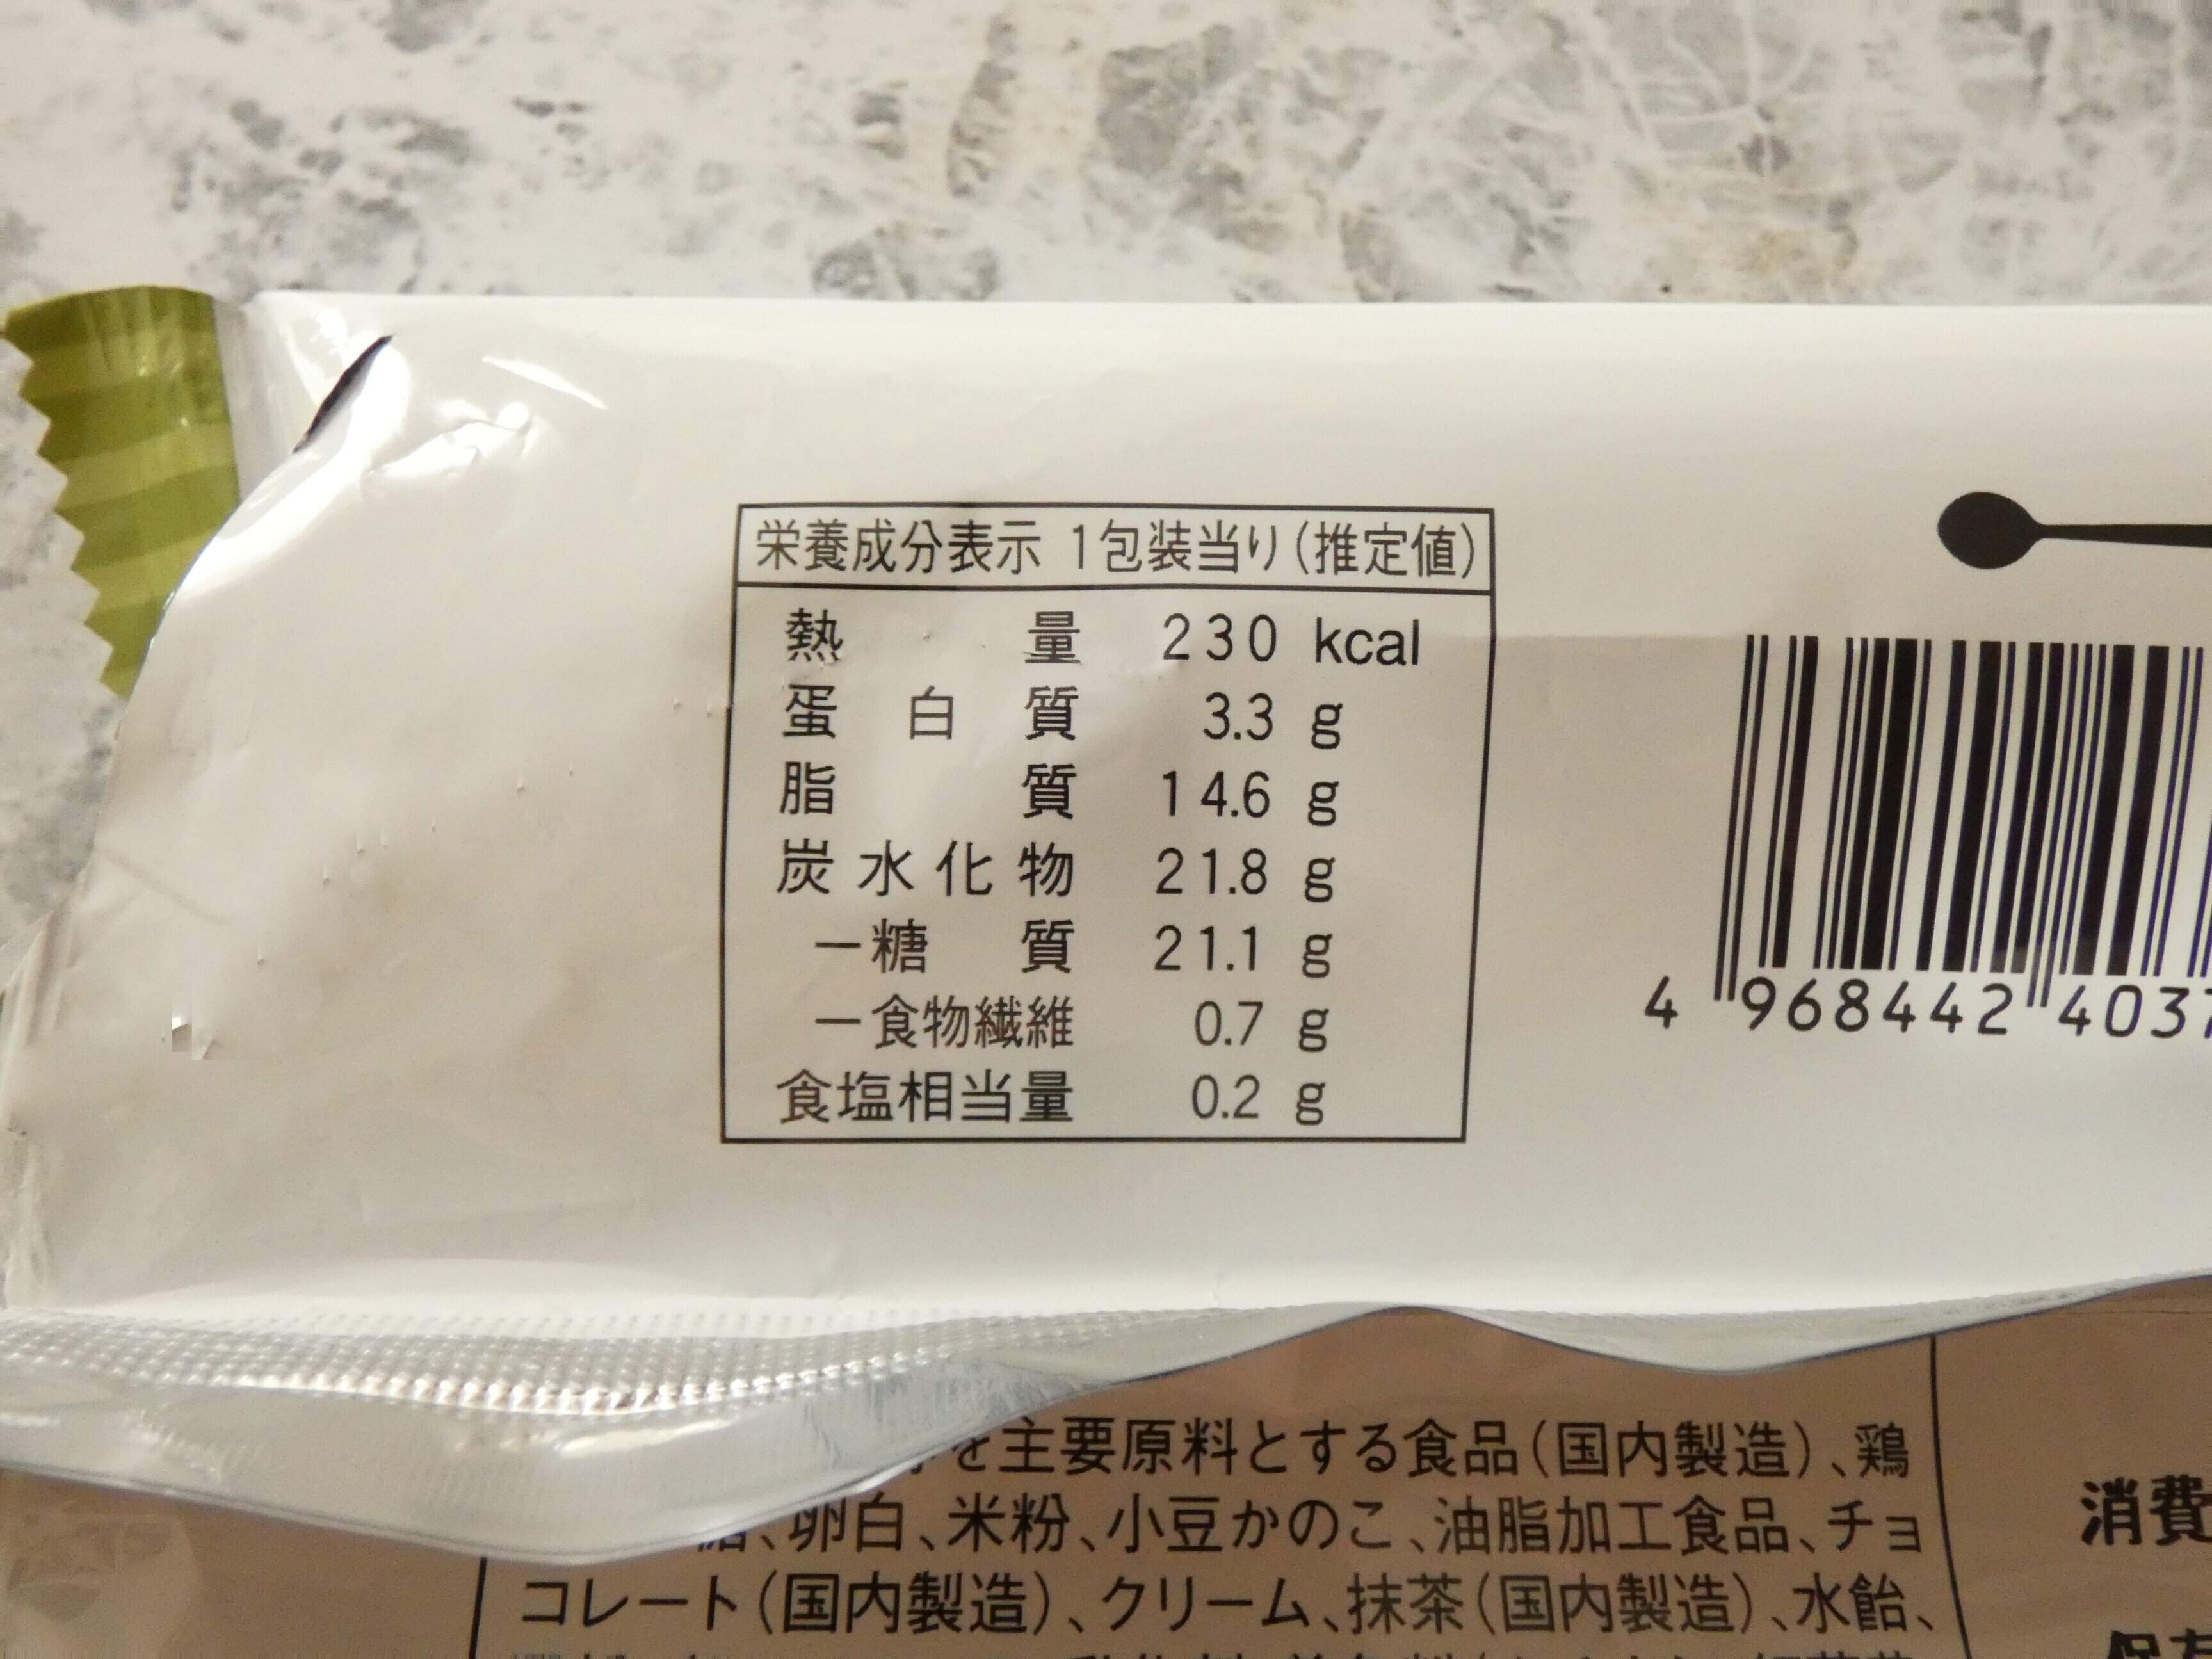 栄養成分表示 1包装当り(推定値)
熱量 230 kcal
蛋白質 3.3 g
脂質 14.6 g
炭水化物 21.8 g
ー糖質 21.1 g
ー食物繊維 0.7 g
食塩相当量 0.2 g
4 968442 403
を主要原料とする食品(国内製造)、鶏
、卵白、米粉、小豆かのこ、油脂加工食品、チョ
コレート(国内製造)、クリーム、抹茶(国内製造)、水飴、
消費